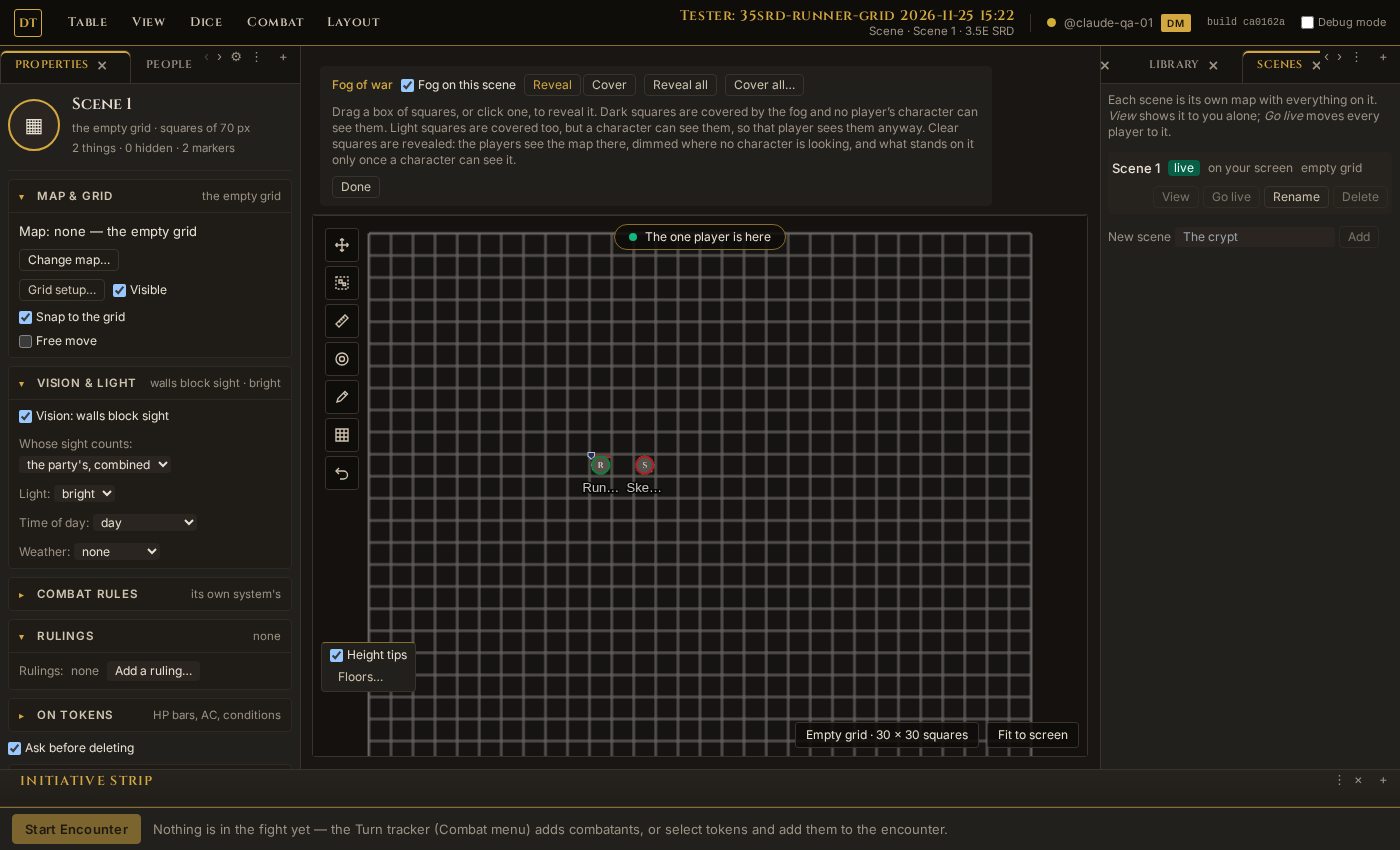 DT
TABLE VIEW DICE COMBAT LAYOUT
TESTER: 35SRD-RUNNER-GRID 2026-11-25 15:22
Scene · Scene 1 · 3.5E SRD
@claude-qa-01 DM build ca0162a Debug mode
PROPERTIES PEOPLE
SCENE 1
the empty grid · squares of 70 px
2 things · 0 hidden · 2 markers
MAP & GRID the empty grid
Map: none — the empty grid
Change map...
Grid setup... Visible
Snap to the grid
Free move
VISION & LIGHT walls block sight · bright
Vision: walls block sight
Whose sight counts:
the party's, combined
Light: bright
Time of day: day
Weather: none
COMBAT RULES its own system's
RULINGS none
Rulings: none Add a ruling...
ON TOKENS HP bars, AC, conditions
Ask before deleting
Fog of war Fog on this scene Reveal Cover Reveal all Cover all...
Drag a box of squares, or click one, to reveal it. Dark squares are covered by the fog and no player's character can
see them. Light squares are covered too, but a character can see them, so that player sees them anyway. Clear
squares are revealed: the players see the map there, dimmed where no character is looking, and what stands on it
only once a character can see it.
Done
The one player is here
R S
Run... Ske...
Height tips
Floors...
Empty grid · 30 × 30 squares Fit to screen
LIBRARY SCENES
Each scene is its own map with everything on it.
View shows it to you alone; Go live moves every
player to it.
Scene 1 live on your screen empty grid
View Go live Rename Delete
New scene The crypt Add
INITIATIVE STRIP
Start Encounter Nothing is in the fight yet — the Turn tracker (Combat menu) adds combatants, or select tokens and add them to the encounter.